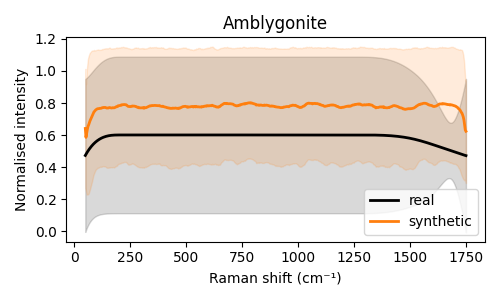 Amblygonite
Normalised intensity
1.2
1.0
0.8
0.6
0.4
0.2
0.0
real
synthetic
0 250 500 750 1000 1250 1500 1750
Raman shift (cm⁻¹)